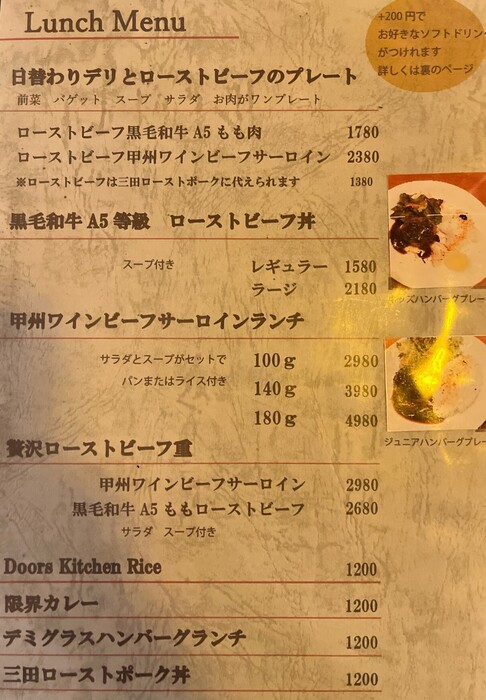 Lunch Menu
+200 円で
お好きなソフトドリン
がつけれます
詳しくは裏のページ
日替わりデリとローストビーフのプレート
前菜 バゲット スープ サラダ お肉がワンプレート
ローストビーフ黒毛和牛 A5 もも肉 1780
ローストビーフ甲州ワインビーフサーロイン 2380
※ローストビーフは三田ローストポークに代えられます 1380
黒毛和牛 A5 等級 ローストビーフ丼
スープ付き レギュラー 1580
ラージ 2180
甲州ワインビーフサーロインランチ
サラダとスープがセットで 100g 2980
パンまたはライス付き 140g 3980
180g 4980
贅沢ローストビーフ重
甲州ワインビーフサーロイン 2980
黒毛和牛 A5 ももローストビーフ 2680
サラダ スープ付き
Doors Kitchen Rice 1200
限界カレー 1200
デミグラスハンバーグランチ 1200
三田ローストポーク丼 1200
ッズハンバーグプレー
ジュニアハンバーグプレー